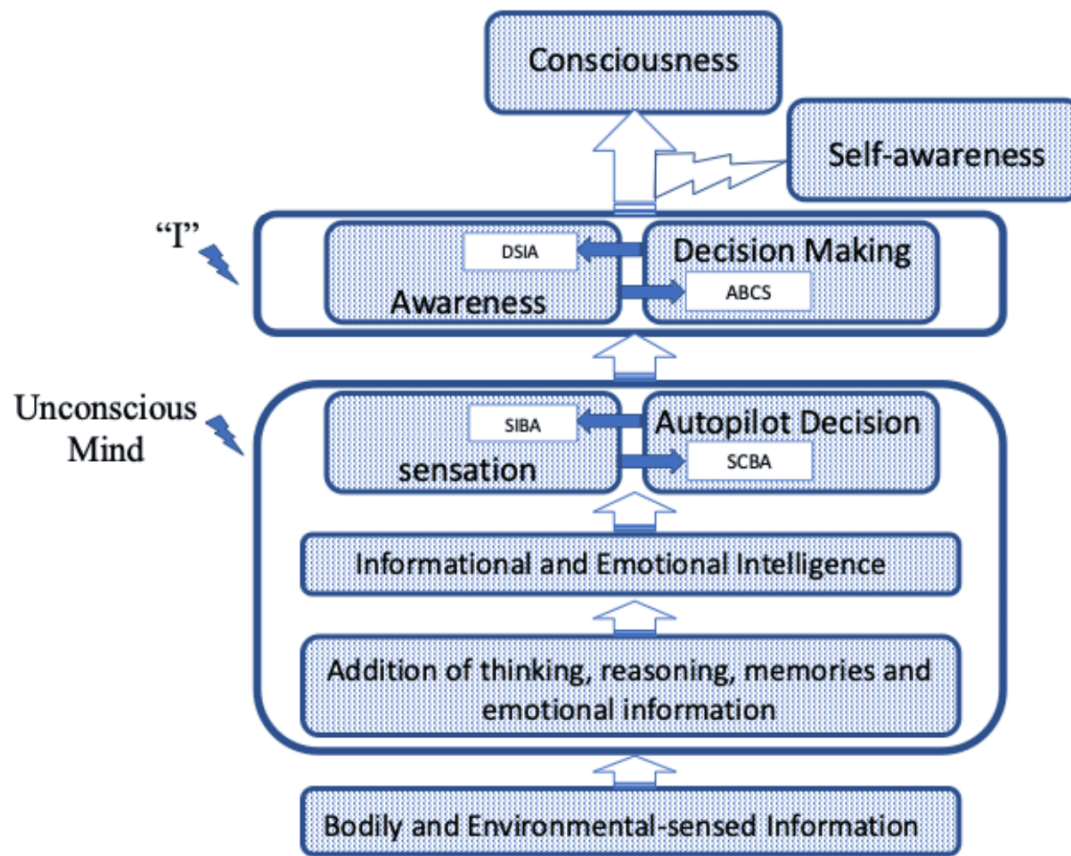 Consciousness
Self-awareness
“I”
DSIA
Awareness
Decision Making
ABCS
Unconscious
Mind
SIBA
sensation
Autopilot Decision
SCBA
Informational and Emotional Intelligence
Addition of thinking, reasoning, memories and
emotional information
Bodily and Environmental-sensed Information